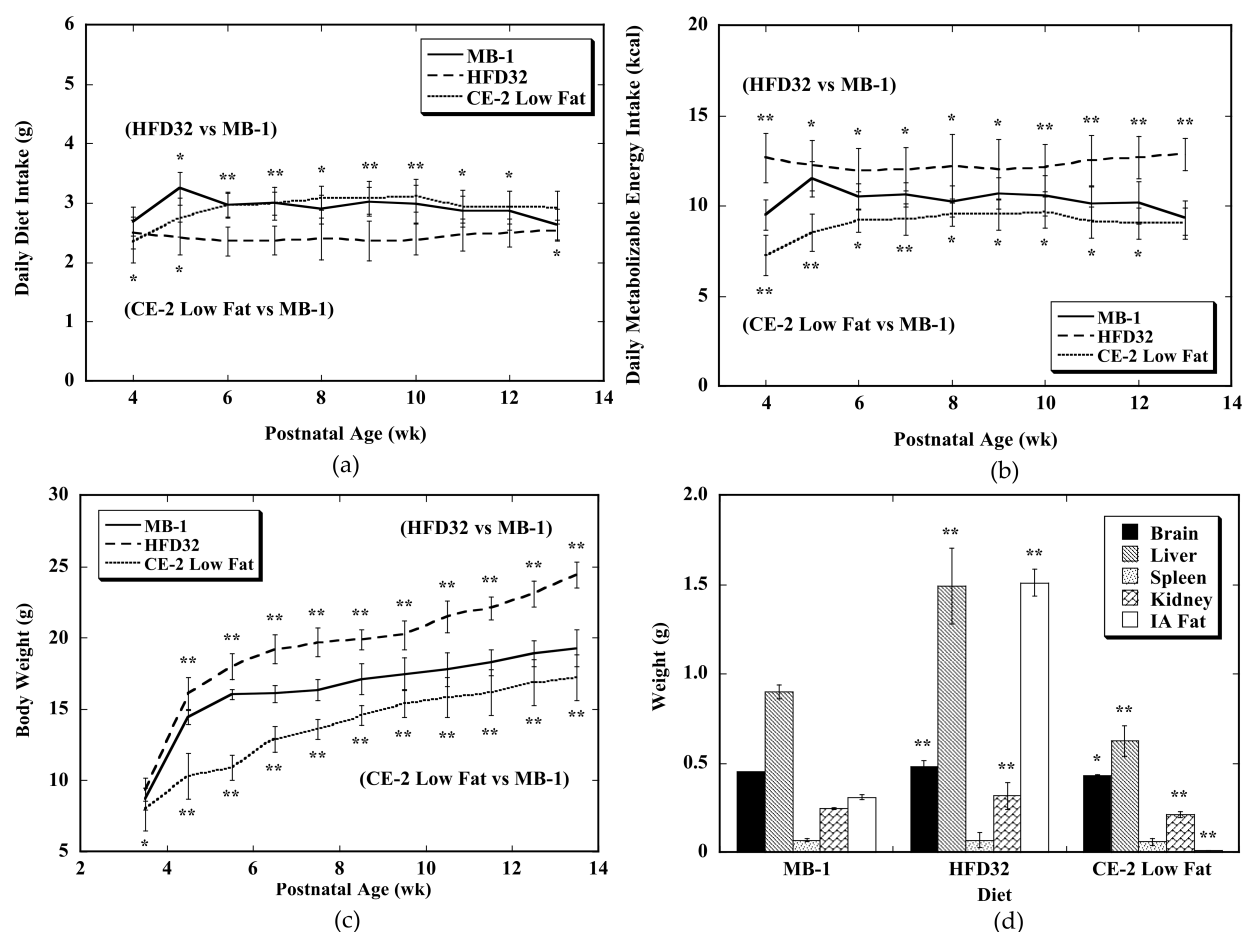 6
5
4
3
2
1
0
Daily Diet Intake (g)
MB-1
HFD32
CE-2 Low Fat
(HFD32 vs MB-1)
* ** ** * ** ** * *
* * *
(CE-2 Low Fat vs MB-1)
4 6 8 10 12 14
Postnatal Age (wk)
(a)
20
15
10
5
0
Daily Metabolizable Energy Intake (kcal)
(HFD32 vs MB-1)
** * * * * * ** ** ** **
** ** * ** * * * * *
(CE-2 Low Fat vs MB-1)
MB-1
HFD32
CE-2 Low Fat
4 6 8 10 12 14
Postnatal Age (wk)
(b)
30
25
20
15
10
5
Body Weight (g)
MB-1
HFD32
CE-2 Low Fat
(HFD32 vs MB-1)
** ** ** ** ** ** ** ** ** **
* ** ** ** ** ** ** ** ** ** **
(CE-2 Low Fat vs MB-1)
2 4 6 8 10 12 14
Postnatal Age (wk)
(c)
2.0
1.5
1.0
0.5
0
Weight (g)
Brain
Liver
Spleen
Kidney
IA Fat
** ** ** **
* ** ** **
MB-1 HFD32 CE-2 Low Fat
Diet
(d)